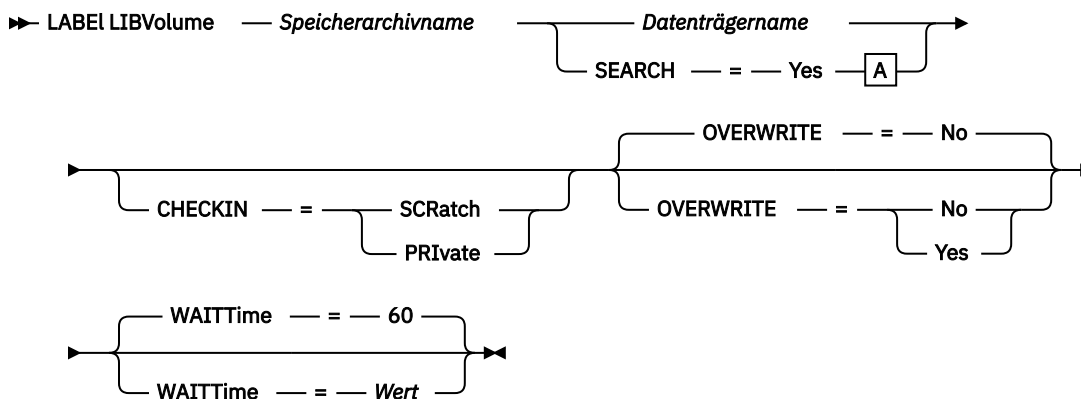 LABEl LIBVolume Speicherarchivname Datenträgername
SEARCH = Yes A
OVERWRITE = No
CHECKIN = SCRatch OVERWRITE = No
PRIvate Yes
WAITTime = 60
WAITTime = Wert